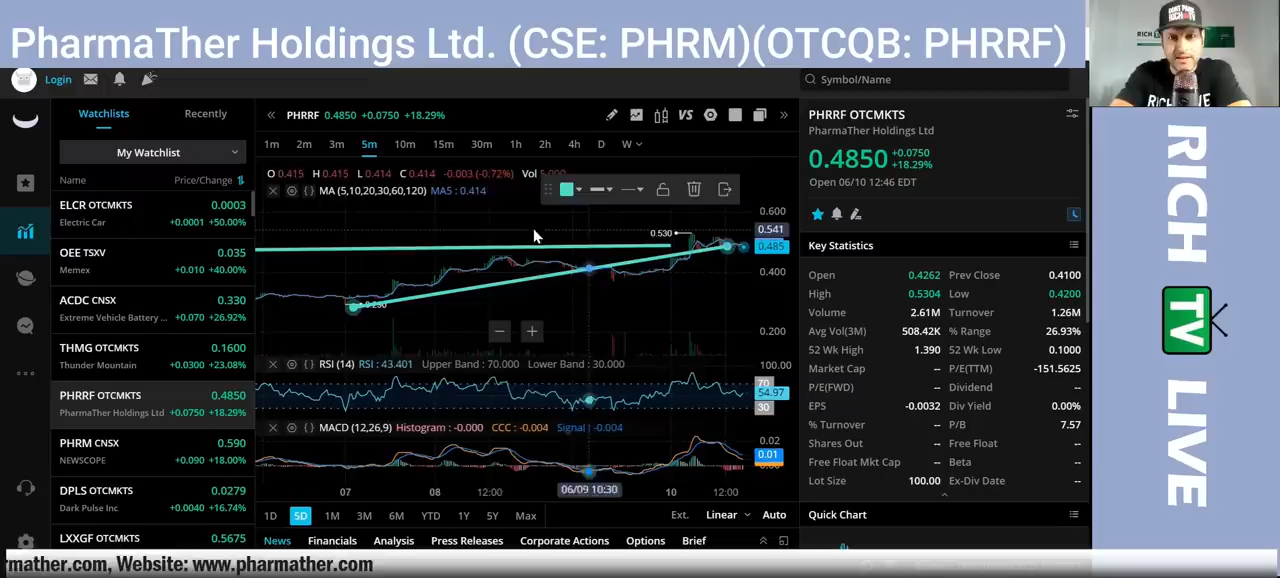 PharmaTher Holdings Ltd. (CSE: PHRM)(OTCQB: PHRRF)
Login
Symbol/Name
Watchlists
Recently
My Watchlist
Name
Price/Change
ELCR OTCMKTS 0.0003
Electric Car +0.0001 +50.00%
OEE TSXV 0.035
Memex +0.010 +40.00%
ACDC CNSX 0.330
Extreme Vehicle Battery ... +0.070 +26.92%
THMG OTCMKTS 0.1600
Thunder Mountain +0.0300 +23.08%
PHRRF OTCMKTS 0.4850
PharmaTher Holdings Ltd +0.0750 +18.29%
PHRM CNSX 0.590
NEWSCOPE +0.090 +18.00%
DPLS OTCMKTS 0.0279
Dark Pulse Inc +0.0040 +16.74%
LXXGF OTCMKTS 0.5675
PHRRF 0.4850 +0.0750 +18.29%
VS
1m 2m 3m 5m 10m 15m 30m 1h 2h 4h D W
O 0.415 H 0.415 L 0.414 C 0.414 -0.003 (-0.72%) Vol 5.000
MA (5,10,20,30,60,120) MA5 : 0.414
0.600
0.541
0.530
0.485
0.400
0.200
RSI (14) RSI : 43.401 Upper Band : 70.000 Lower Band : 30.000
100.00
70
54.97
30
MACD (12,26,9) Histogram : -0.000 CCC : -0.004 Signal : -0.004
0.02
0.01
07 08 12:00 06/09 10:30 10 12:00
1D 5D 1M 3M 6M YTD 1Y 5Y Max Ext. Linear Auto
News Financials Analysis Press Releases Corporate Actions Options Brief
PHRRF OTCMKTS
PharmaTher Holdings Ltd
0.4850 +0.0750
+18.29%
Open 06/10 12:46 EDT
Key Statistics
Open 0.4262 Prev Close 0.4100
High 0.5304 Low 0.4200
Volume 2.61M Turnover 1.26M
Avg Vol(3M) 508.42K % Range 26.93%
52 Wk High 1.390 52 Wk Low 0.1000
Market Cap -- P/E(TTM) -151.5625
P/E(FWD) -- Dividend --
EPS -0.0032 Div Yield 0.00%
% Turnover -- P/B 7.57
Shares Out -- Free Float --
Free Float Mkt Cap -- Beta --
Lot Size 100.00 Ex-Div Date --
Quick Chart
RICH
TV
LIVE
rmather.com, Website: www.pharmather.com